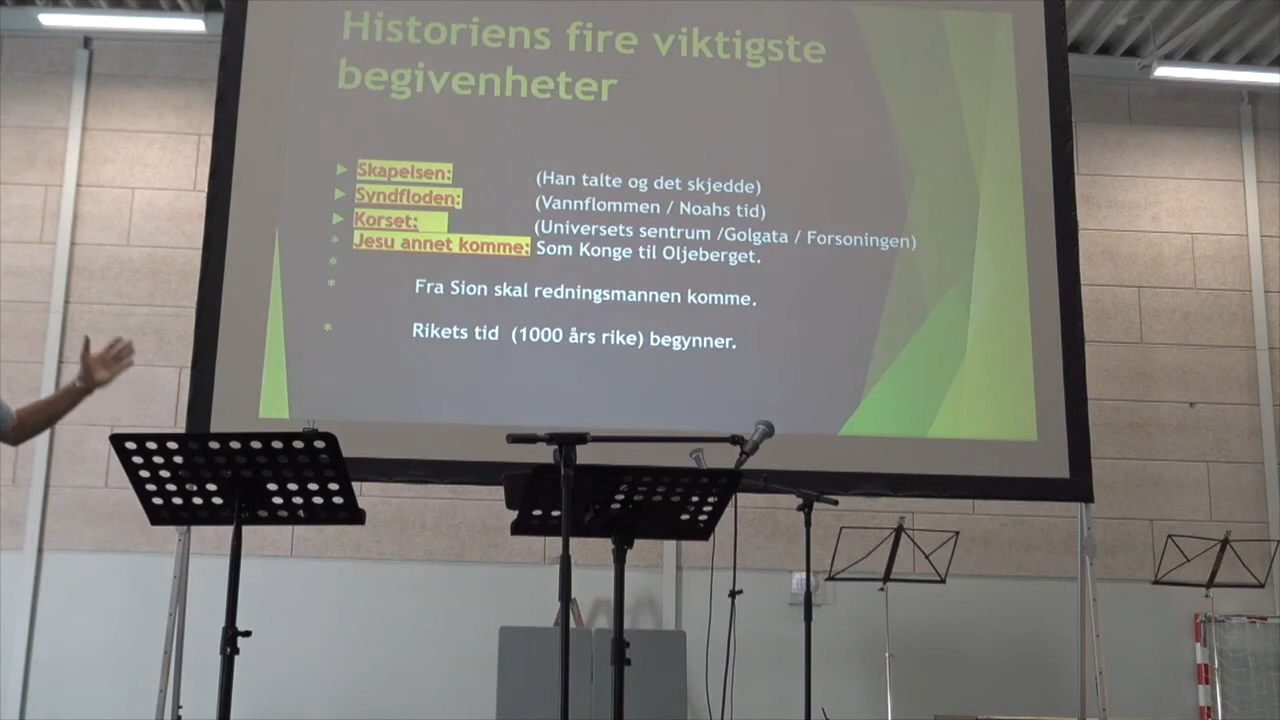 Historiens fire viktigste
begivenheter
Skapelsen: (Han talte og det skjedde)
Syndfloden: (Vannflommen / Noahs tid)
Korset: (Universets sentrum /Golgata / Forsoningen)
* Jesu annet komme: Som Konge til Oljeberget.
*
* Fra Sion skal redningsmannen komme.
* Rikets tid (1000 års rike) begynner.